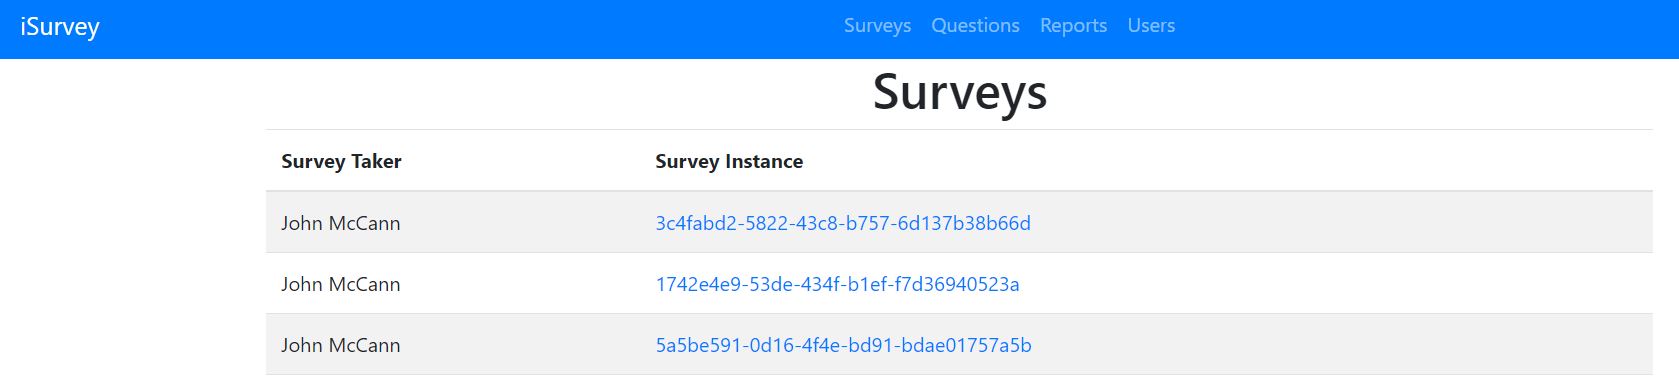 iSurvey Surveys Questions Reports Users
Surveys
Survey Taker Survey Instance
John McCann 3c4fabd2-5822-43c8-b757-6d137b38b66d
John McCann 1742e4e9-53de-434f-b1ef-f7d36940523a
John McCann 5a5be591-0d16-4f4e-bd91-bdae01757a5b